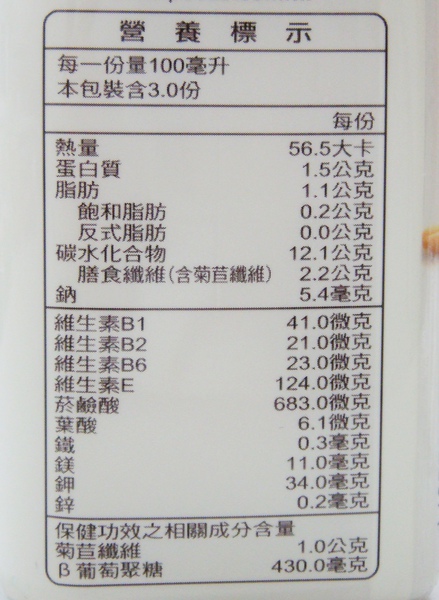 營養標示
每一份量100毫升
本包裝含3.0份
每份
熱量 56.5大卡
蛋白質 1.5公克
脂肪 1.1公克
飽和脂肪 0.2公克
反式脂肪 0.0公克
碳水化合物 12.1公克
膳食纖維(含菊苣纖維) 2.2公克
鈉 5.4毫克
維生素B1 41.0微克
維生素B2 21.0微克
維生素B6 23.0微克
維生素E 124.0微克
菸鹼酸 683.0微克
葉酸 6.1微克
鐵 0.3毫克
鎂 11.0毫克
鉀 34.0毫克
鋅 0.2毫克
保健功效之相關成分含量
菊苣纖維 1.0公克
β葡萄聚糖 430.0毫克